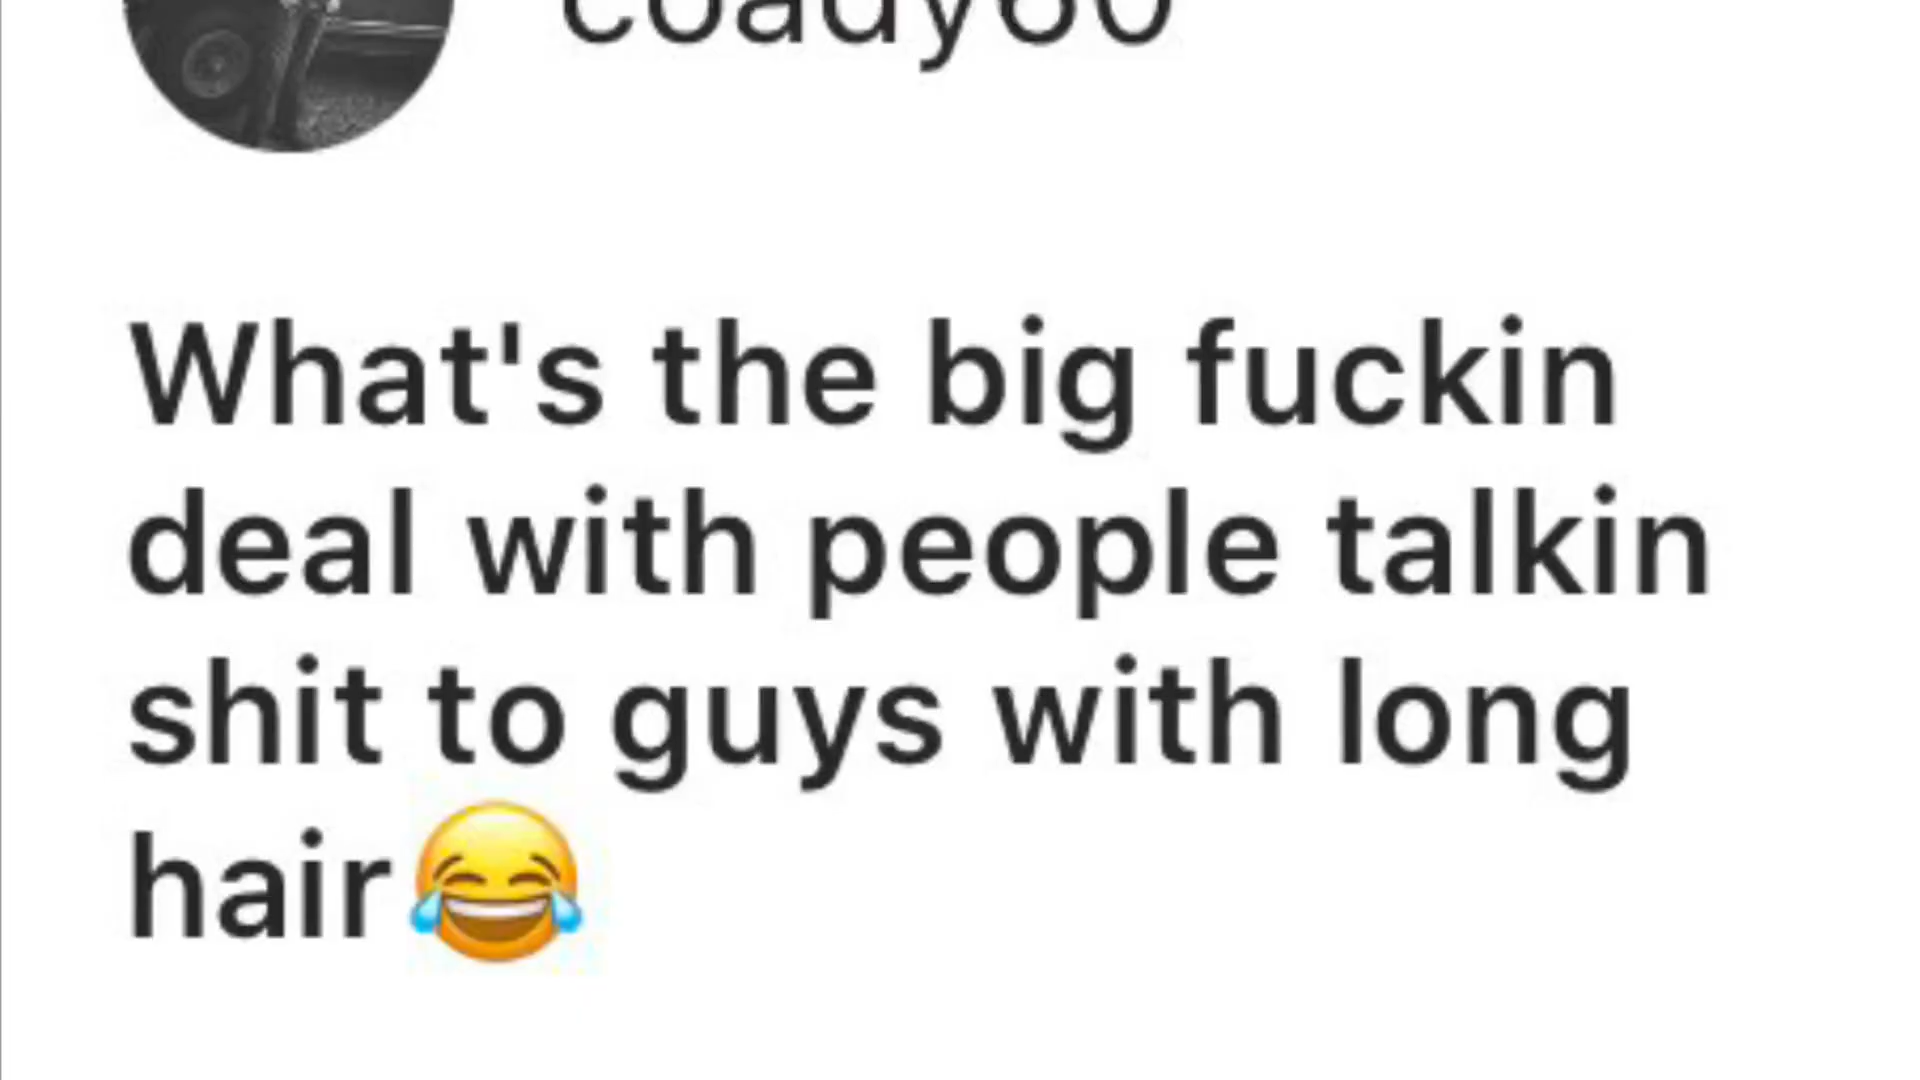 What's the big fuckin
deal with people talkin
shit to guys with long
hair😂